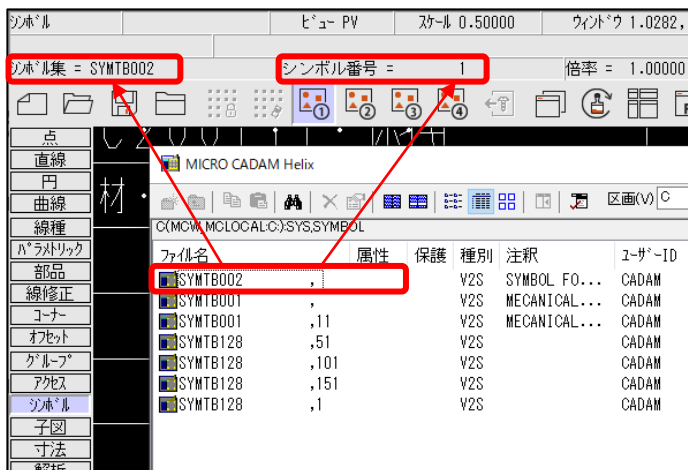 シンボル ビュー PV スケール 0.50000 ウィンドウ 1.0282,
シンボル集 = SYMTB002 シンボル番号 = 1 倍率 = 1.00000
① ② ③ ④
点
直線
円
曲線
線種
パラメトリック
部品
線修正
コーナー
オフセット
グループ
アクセス
シンボル
子図
寸法
解析
材・
MICRO CADAM Helix
区画(V) C
C(MCW,MCLOCAL:C:):SYS,SYMBOL
ファイル名 属性 保護 種別 注釈 ユーザーID
SYMTB002 , V2S SYMBOL FO... CADAM
SYMTB001 , V2S MECANICAL... CADAM
SYMTB001 ,11 V2S MECANICAL... CADAM
SYMTB128 ,51 V2S CADAM
SYMTB128 ,101 V2S CADAM
SYMTB128 ,151 V2S CADAM
SYMTB128 ,1 V2S CADAM